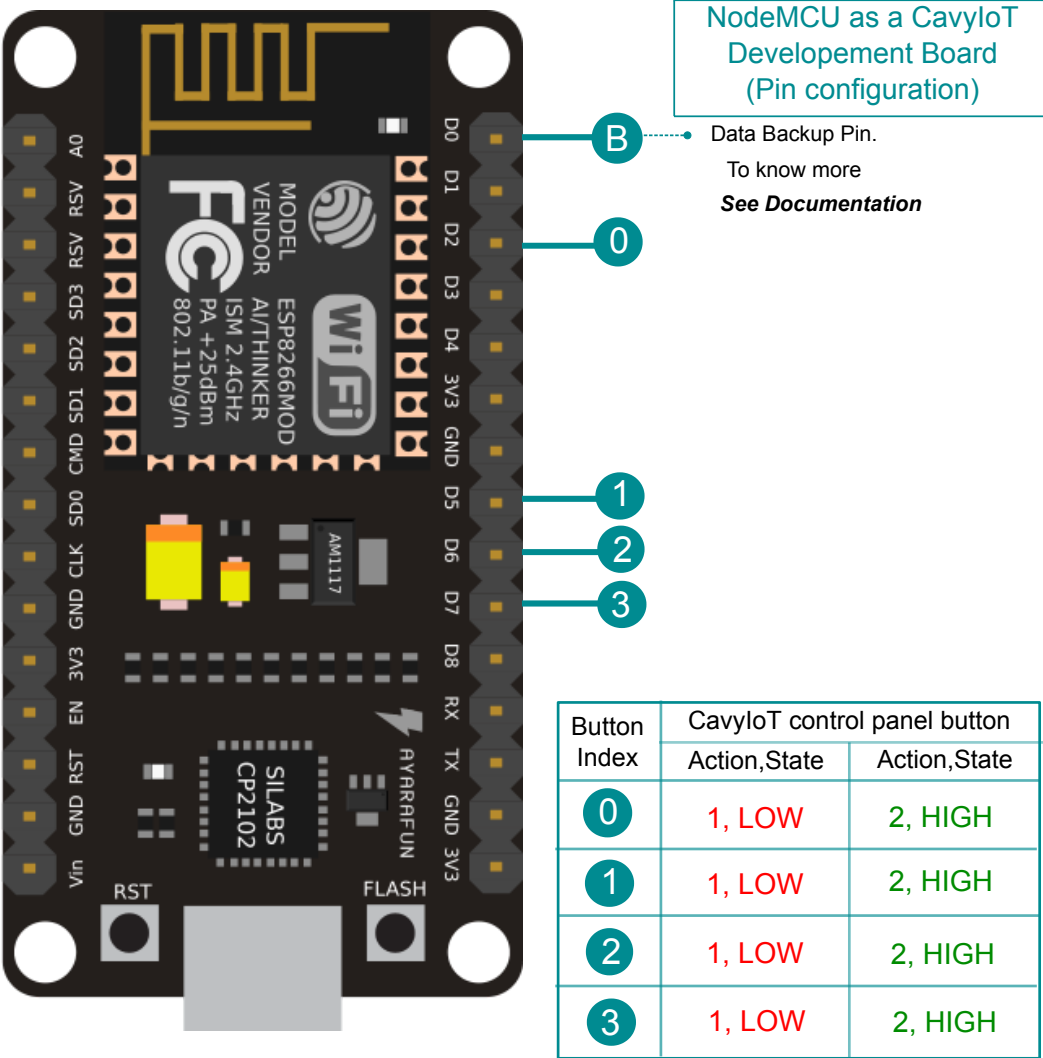 NodeMCU as a CavyIoT
Developement Board
(Pin configuration)
B
Data Backup Pin.
To know more
See Documentation
0
1
2
3
A0
RSV
RSV
SD3
SD2
SD1
CMD
SD0
CLK
GND
3V3
EN
RST
GND
Vin
D0
D1
D2
D3
D4
3V3
GND
D5
D6
D7
D8
RX
TX
GND
3V3
FC
MODEL
VENDOR
ESP8266MOD
AI/THINKER
ISM 2.4GHz
PA +25dBm
802.11b/g/n
Wi Fi
AM1117
SILABS
CP2102
AYARAFUN
RST
FLASH
Button Index
CavyIoT control panel button
Action,State Action,State
0 1, LOW 2, HIGH
1 1, LOW 2, HIGH
2 1, LOW 2, HIGH
3 1, LOW 2, HIGH